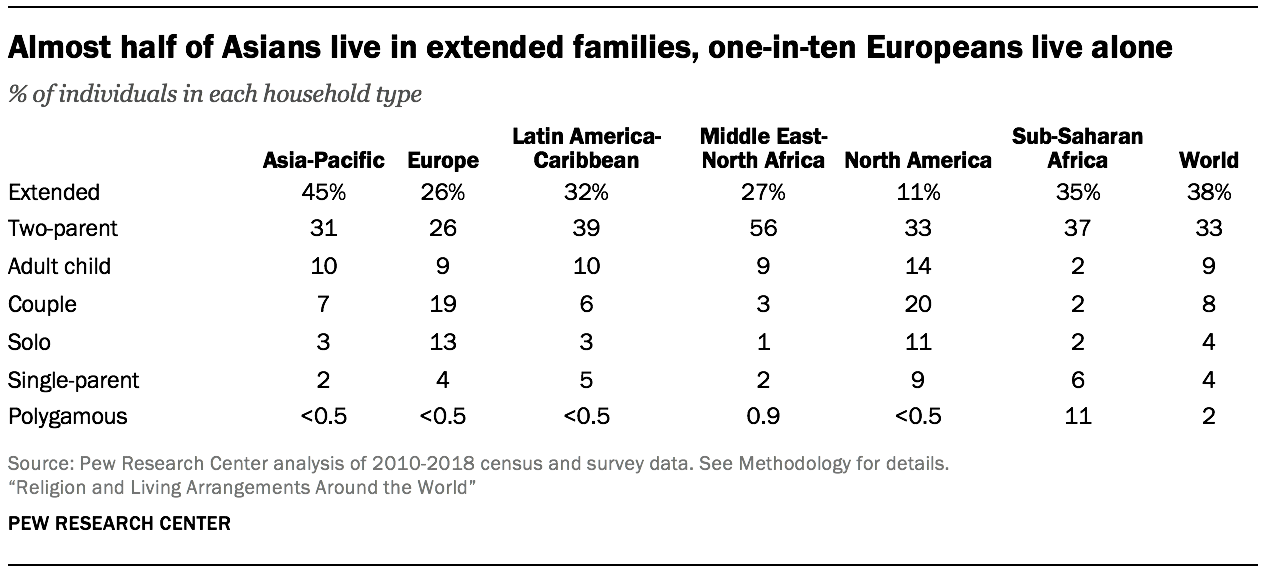 Almost half of Asians live in extended families, one-in-ten Europeans live alone
% of individuals in each household type
Asia-Pacific Europe Latin America-Caribbean Middle East-North Africa North America Sub-Saharan Africa World
Extended 45% 26% 32% 27% 11% 35% 38%
Two-parent 31 26 39 56 33 37 33
Adult child 10 9 10 9 14 2 9
Couple 7 19 6 3 20 2 8
Solo 3 13 3 1 11 2 4
Single-parent 2 4 5 2 9 6 4
Polygamous <0.5 <0.5 <0.5 0.9 <0.5 11 2
Source: Pew Research Center analysis of 2010-2018 census and survey data. See Methodology for details.
“Religion and Living Arrangements Around the World”
PEW RESEARCH CENTER